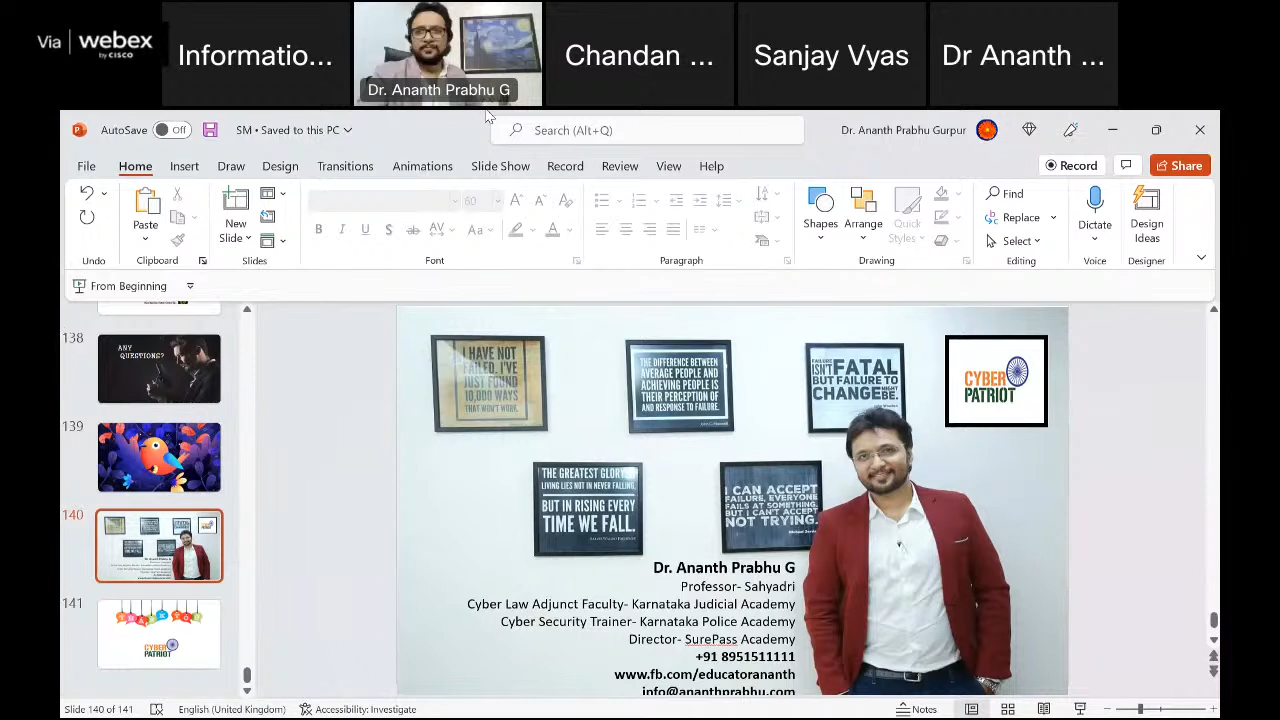 Via webex
by CISCO
Informatio...
Dr. Ananth Prabhu G
Chandan ...
Sanjay Vyas
Dr Ananth ...
AutoSave Off
SM • Saved to this PC
Search (Alt+Q)
Dr. Ananth Prabhu Gurpur
File Home Insert Draw Design Transitions Animations Slide Show Record Review View Help
Record
Share
Undo
Paste
Clipboard
New
Slide
Slides
60
Font
Paragraph
Shapes
Arrange
Quick
Styles
Drawing
Find
Replace
Select
Editing
Dictate
Voice
Design
Ideas
Designer
From Beginning
138
ANY
QUESTIONS?
139
140
141
THANK YOU
CYBER
PATRIOT
I HAVE NOT
FAILED. I'VE
JUST FOUND
10,000 WAYS
THAT WON'T WORK.
THE DIFFERENCE BETWEEN
AVERAGE PEOPLE AND
ACHIEVING PEOPLE IS
THEIR PERCEPTION OF
AND RESPONSE TO FAILURE.
FAILURE
ISN'T FATAL
BUT FAILURE TO
CHANGE MIGHT
BE.
CYBER
PATRIOT
THE GREATEST GLORY
LIVING LIES NOT IN NEVER FALLING,
BUT IN RISING EVERY
TIME WE FALL.
I CAN ACCEPT
FAILURE, EVERYONE
FAILS AT SOMETHING.
BUT I CAN'T ACCEPT
NOT TRYING.
Dr. Ananth Prabhu G
Professor- Sahyadri
Cyber Law Adjunct Faculty- Karnataka Judicial Academy
Cyber Security Trainer- Karnataka Police Academy
Director- SurePass Academy
+91 8951511111
www.fb.com/educatorananth
info@ananthprabhu.com
Slide 140 of 141
English (United Kingdom)
Accessibility: Investigate
Notes